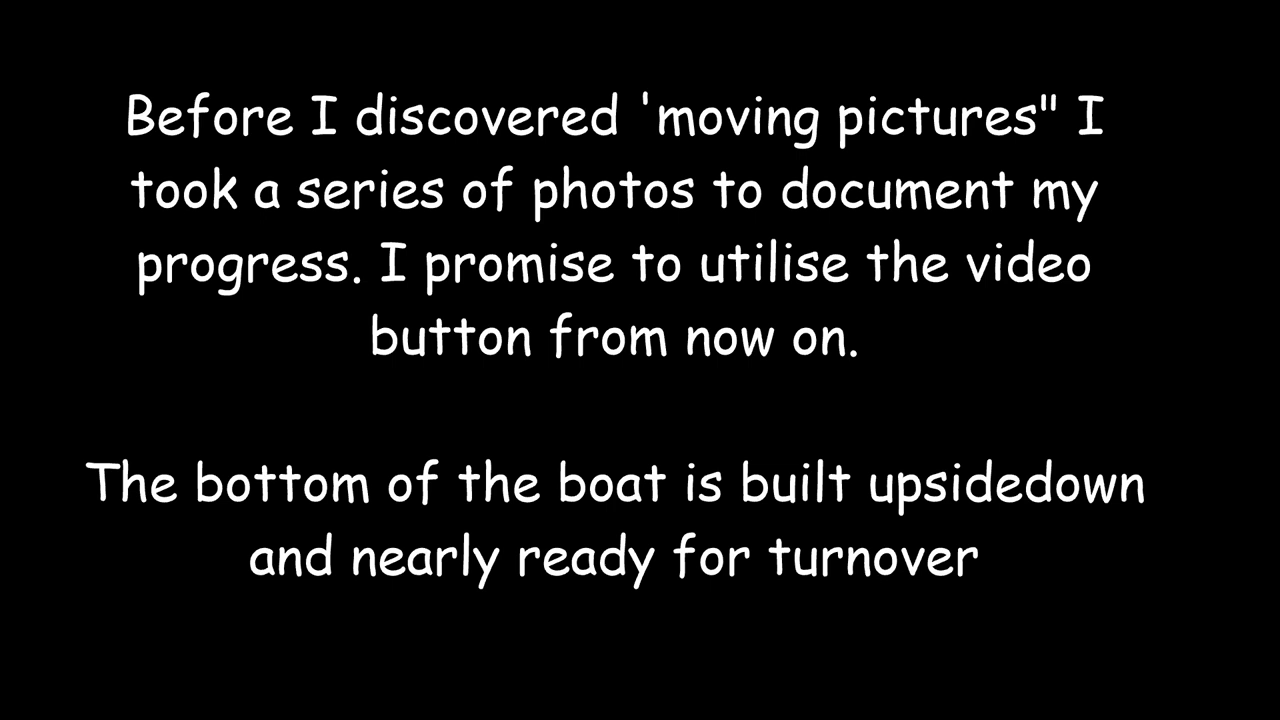 Before I discovered 'moving pictures" I
took a series of photos to document my
progress. I promise to utilise the video
button from now on.
The bottom of the boat is built upsidedown
and nearly ready for turnover